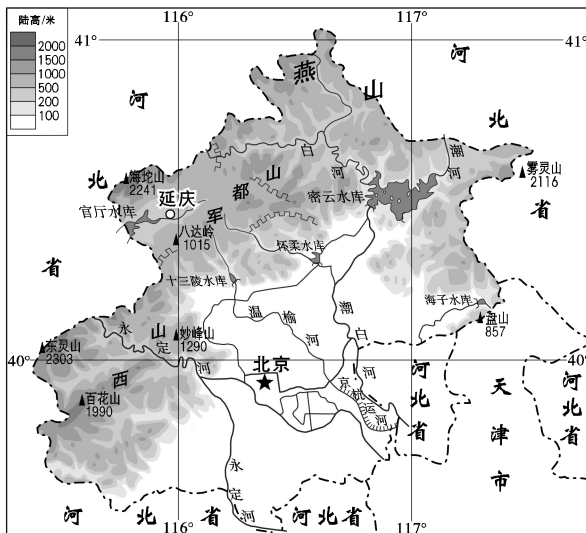 陆高/米
2000
1500
1000
500
200
100
116°
117°
41°
41°
燕
山
河
河
河
北
省
北
省
海坨山
2241
延庆
官厅水库
军
都
山
白
河
潮
河
雾灵山
2116
密云水库
八达岭
1015
怀柔水库
十三陵水库
海子水库
盘山
857
温
榆
河
潮
白
河
永
定
河
西
山
妙峰山
1290
东灵山
2303
百花山
1990
40°
40°
北京
京
杭
运
河
河
北
省
天
津
市
河
北
省
永
定
河
河北省
河北省
116°
117°